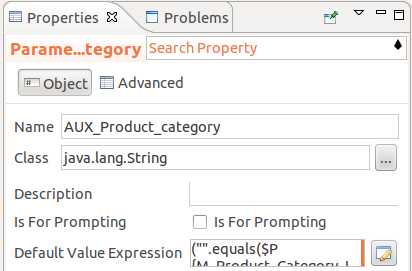 Properties Problems
Parame...tegory Search Property
Object Advanced
Name AUX_Product_category
Class java.lang.String ...
Description
Is For Prompting Is For Prompting
Default Value Expression ("".equals($P
{M_Product_Category_I